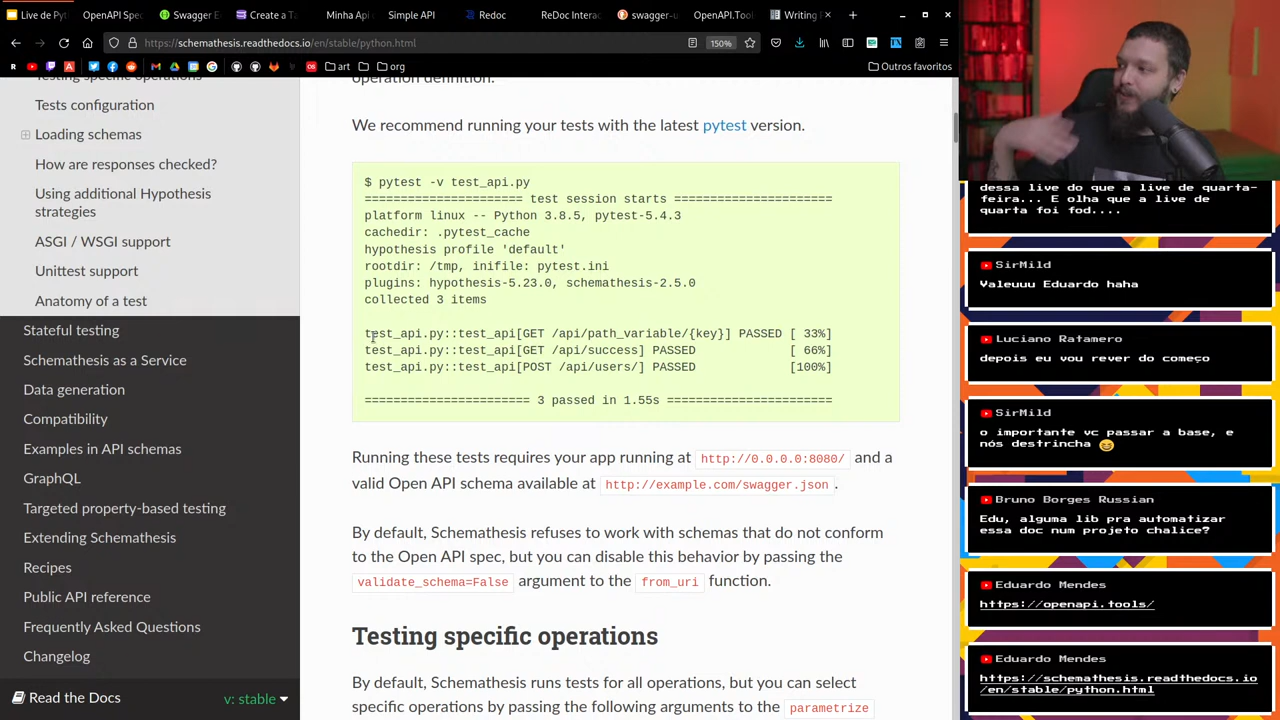 Live de Py
OpenAPI Spe
Swagger E
Create a Ta
Minha Api
Simple API
Redoc
ReDoc Interac
swagger-u
OpenAPI.Tool
Writing
https://schemathesis.readthedocs.io/en/stable/python.html
150%
art
org
Outros favoritos
Testing specific operations
Tests configuration
Loading schemas
How are responses checked?
Using additional Hypothesis
strategies
ASGI / WSGI support
Unittest support
Anatomy of a test
Stateful testing
Schemathesis as a Service
Data generation
Compatibility
Examples in API schemas
GraphQL
Targeted property-based testing
Extending Schemathesis
Recipes
Public API reference
Frequently Asked Questions
Changelog
Read the Docs
v: stable
operation definition.
We recommend running your tests with the latest pytest version.
$ pytest -v test_api.py
====================== test session starts =======================
platform linux -- Python 3.8.5, pytest-5.4.3
cachedir: .pytest_cache
hypothesis profile 'default'
rootdir: /tmp, inifile: pytest.ini
plugins: hypothesis-5.23.0, schemathesis-2.5.0
collected 3 items
test_api.py::test_api[GET /api/path_variable/{key}] PASSED [ 33%]
test_api.py::test_api[GET /api/success] PASSED [ 66%]
test_api.py::test_api[POST /api/users/] PASSED [100%]
======================= 3 passed in 1.55s =======================
Running these tests requires your app running at http://0.0.0.0:8080/ and a
valid Open API schema available at http://example.com/swagger.json.
By default, Schemathesis refuses to work with schemas that do not conform
to the Open API spec, but you can disable this behavior by passing the
validate_schema=False argument to the from_uri function.
Testing specific operations
By default, Schemathesis runs tests for all operations, but you can select
specific operations by passing the following arguments to the parametrize
dessa live do que a live de quarta-
feira... E olha que a live de
quarta foi fod....
SirMild
Valeuuu Eduardo haha
Luciano Ratamero
depois eu vou rever do começo
SirMild
o importante vc passar a base, e
nós destrincha
Bruno Borges Russian
Edu, alguma lib pra automatizar
essa doc num projeto chalice?
Eduardo Mendes
https://openapi.tools/
Eduardo Mendes
https://schemathesis.readthedocs.io
/en/stable/python.html